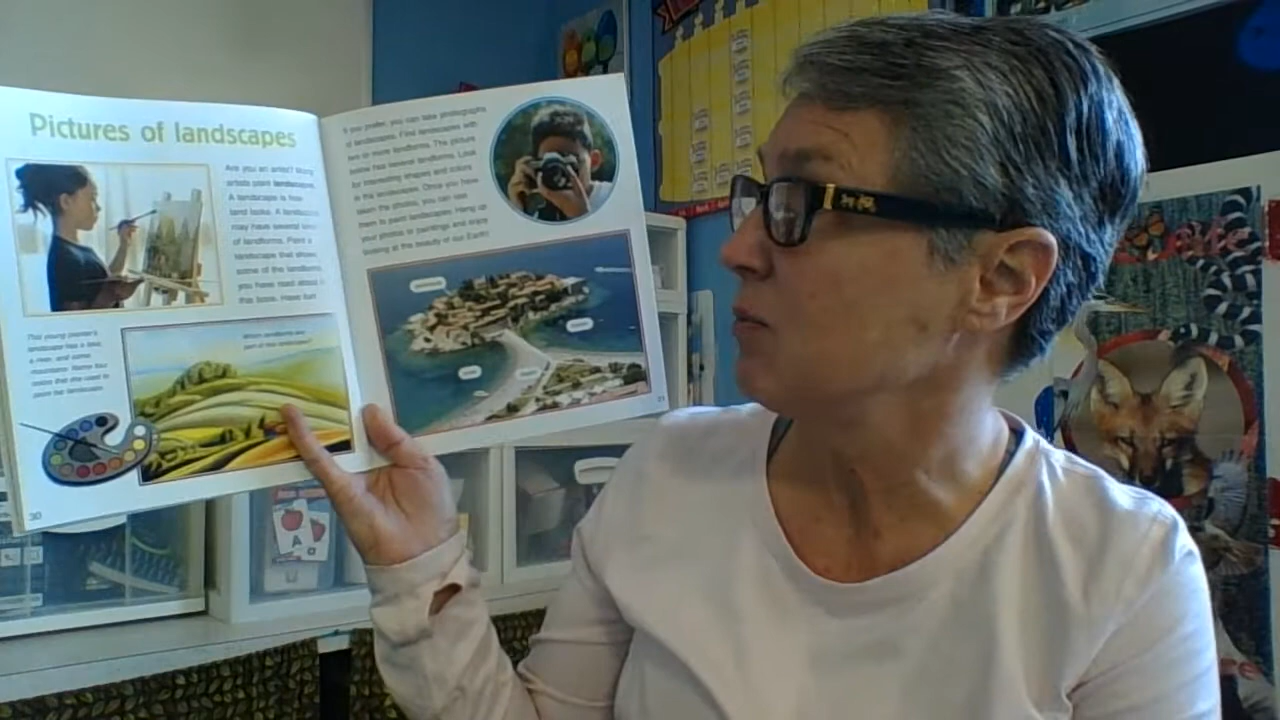 Pictures of landscapes
Are you an artist? Many
artists paint landscapes.
A landscape is how
land looks. A landscape
may have several kinds
of landforms. Paint a
landscape that shows
some of the landforms
you have read about in
this book. Have fun!
This young painter's
landscape has a lake,
a river, and some
mountains. Name four
colors that she used to
paint the landscape.
Which landforms are
part of this landscape?
30
If you prefer, you can take photographs
of landscapes. Find landscapes with
two or more landforms. The picture
below has several landforms. Look
for interesting shapes and colors
in the landscapes. Once you have
taken the photos, you can use
them to paint landscapes. Hang up
your photos or paintings and enjoy
looking at the beauty of our Earth!
31
A